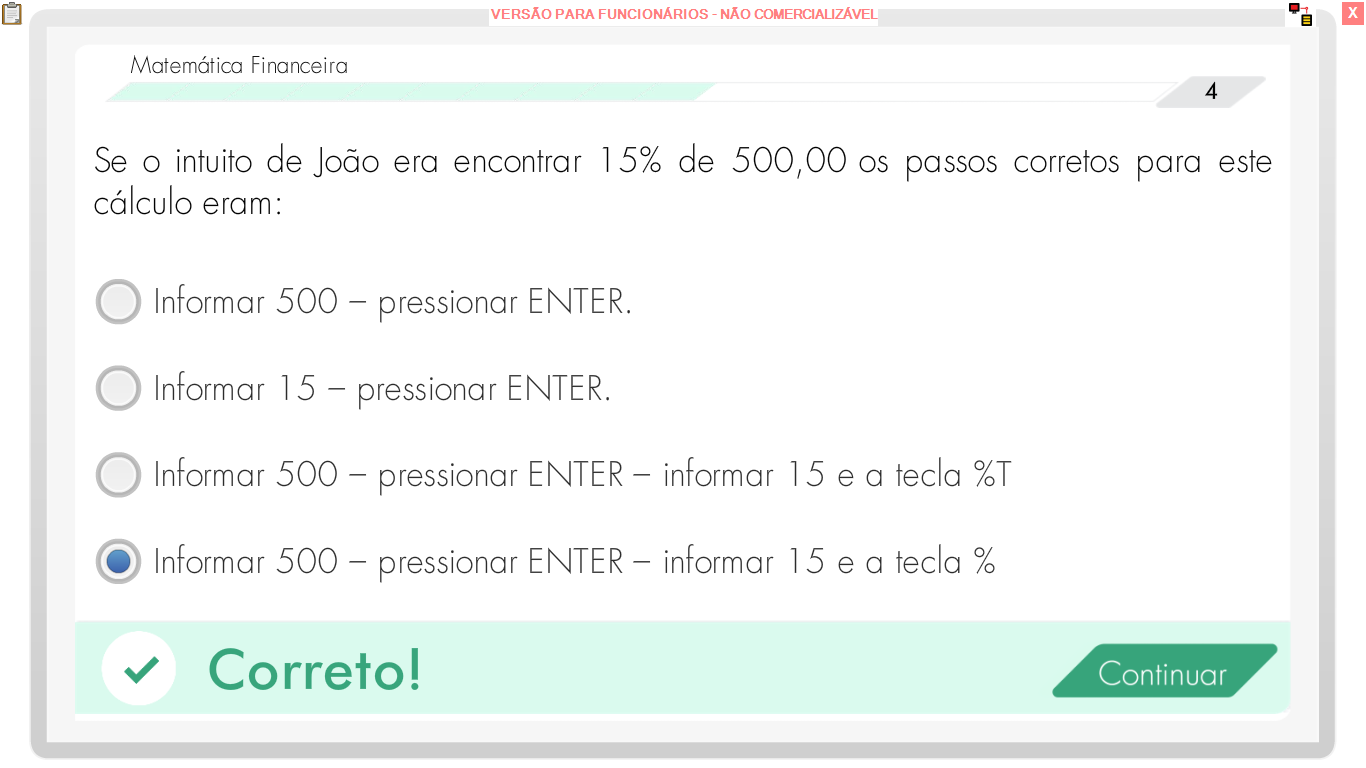 VERSÃO PARA FUNCIONÁRIOS - NÃO COMERCIALIZÁVEL
X
Matemática Financeira
4
Se o intuito de João era encontrar 15% de 500,00 os passos corretos para este
cálculo eram:
Informar 500 – pressionar ENTER.
Informar 15 – pressionar ENTER.
Informar 500 – pressionar ENTER – informar 15 e a tecla %T
Informar 500 – pressionar ENTER – informar 15 e a tecla %
Correto!
Continuar